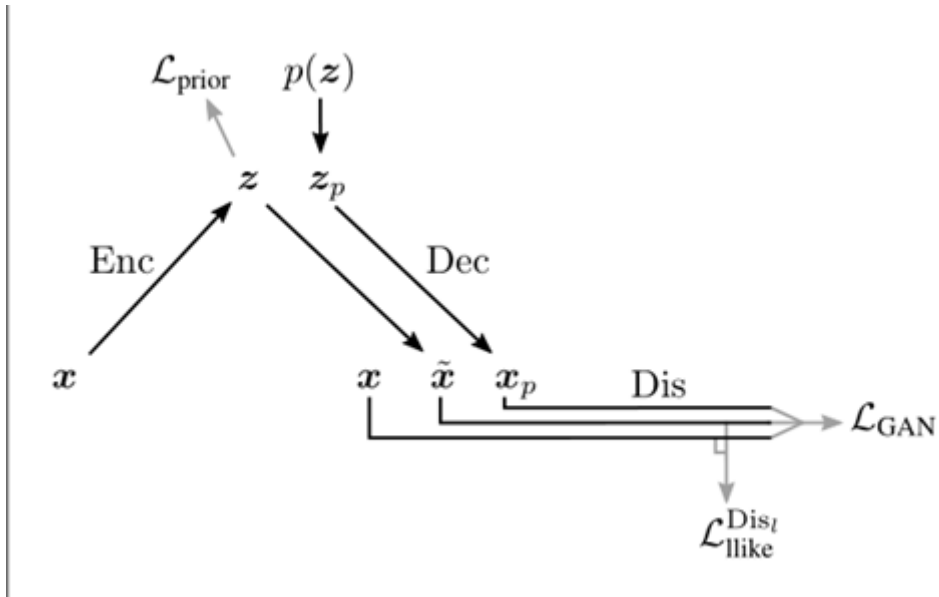 𝓛prior p(z)
z zₚ
Enc Dec
x x x̃ xₚ Dis
𝓛GAN
𝓛llike^Disₗ